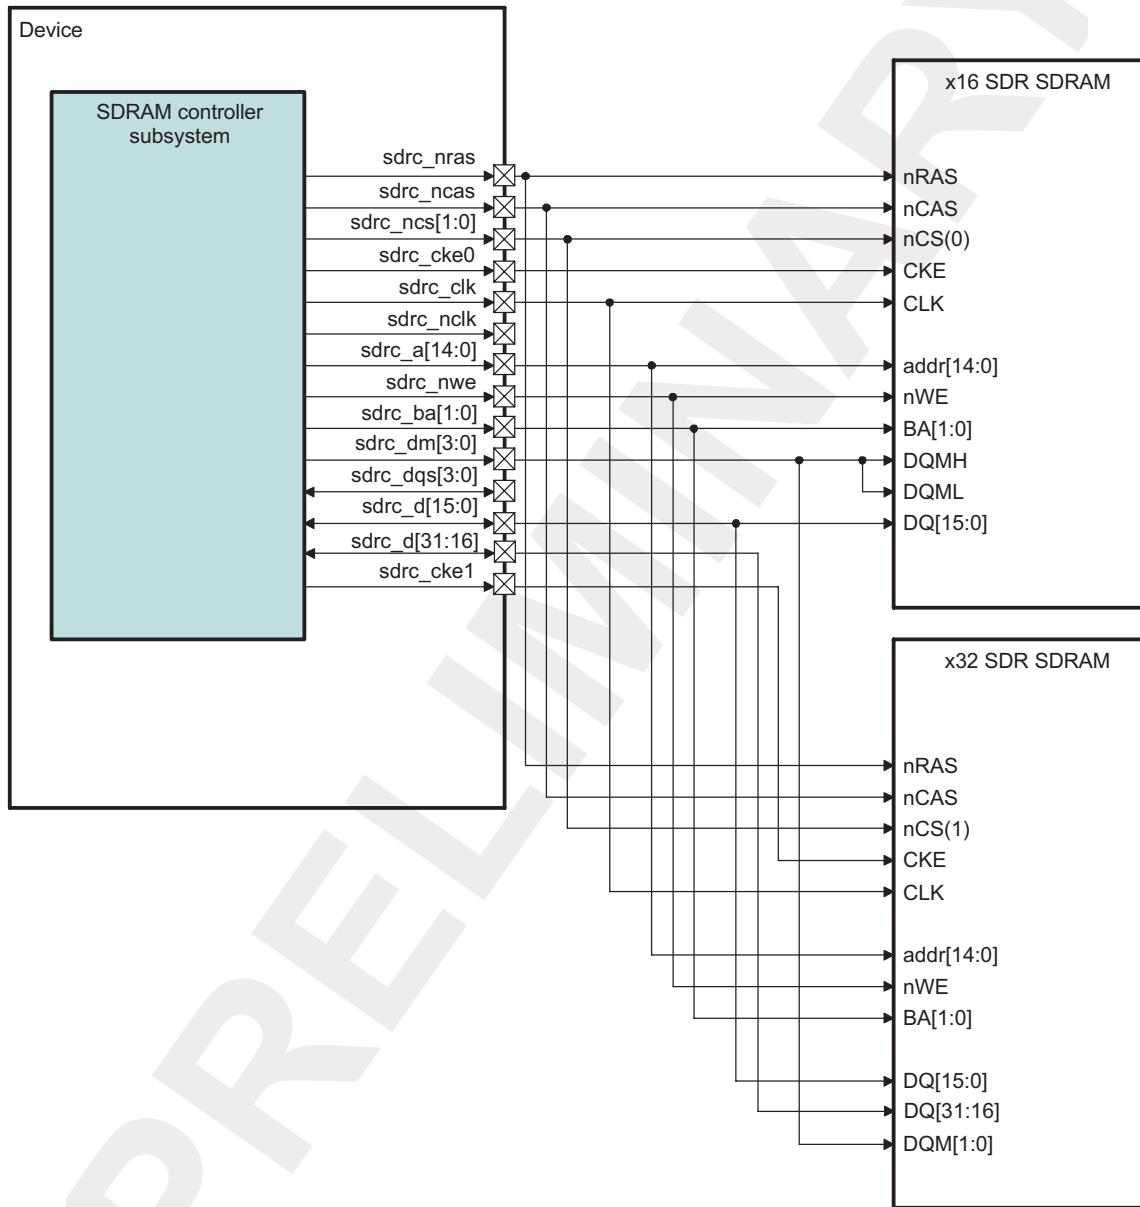 Device
SDRAM controller
subsystem
sdrc_nras
sdrc_ncas
sdrc_ncs[1:0]
sdrc_cke0
sdrc_clk
sdrc_nclk
sdrc_a[14:0]
sdrc_nwe
sdrc_ba[1:0]
sdrc_dm[3:0]
sdrc_dqs[3:0]
sdrc_d[15:0]
sdrc_d[31:16]
sdrc_cke1
x16 SDR SDRAM
nRAS
nCAS
nCS(0)
CKE
CLK
addr[14:0]
nWE
BA[1:0]
DQMH
DQML
DQ[15:0]
x32 SDR SDRAM
nRAS
nCAS
nCS(1)
CKE
CLK
addr[14:0]
nWE
BA[1:0]
DQ[15:0]
DQ[31:16]
DQM[1:0]
PRELIMINARY